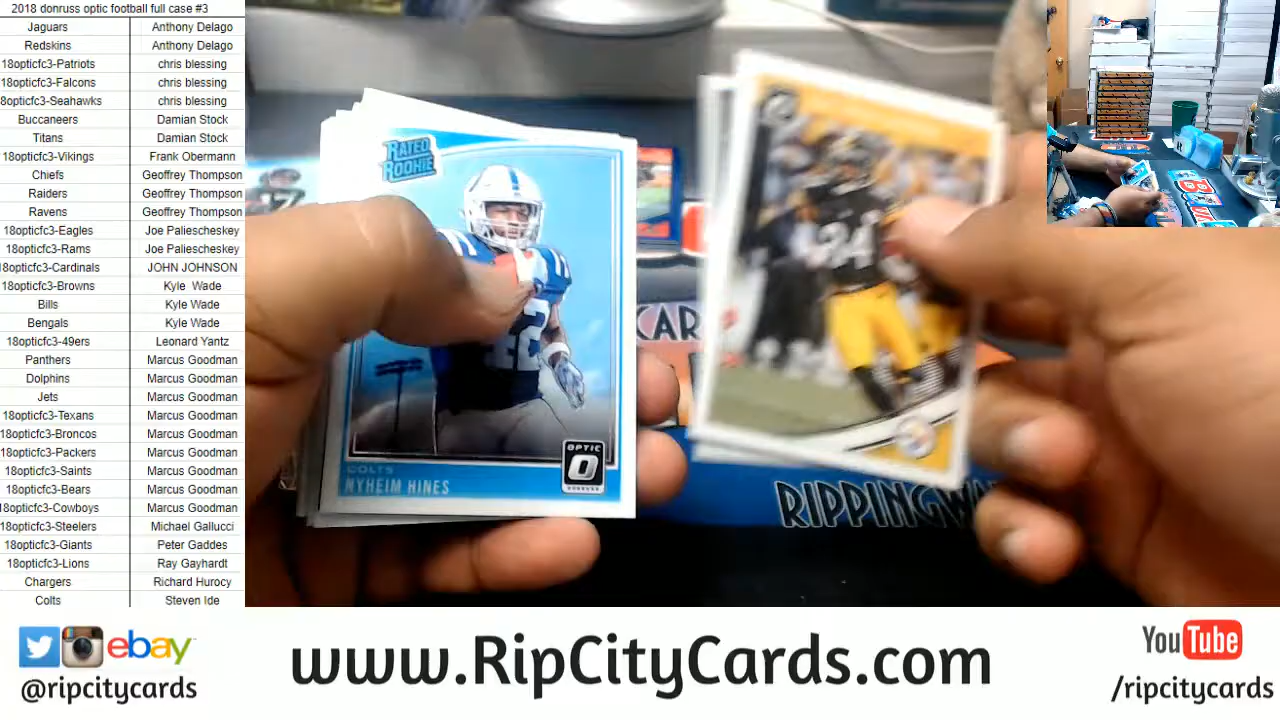 2018 donruss optic football full case #3
Jaguars Anthony Delago
Redskins Anthony Delago
18opticfc3-Patriots chris blessing
18opticfc3-Falcons chris blessing
8opticfc3-Seahawks chris blessing
Buccaneers Damian Stock
Titans Damian Stock
18opticfc3-Vikings Frank Obermann
Chiefs Geoffrey Thompson
Raiders Geoffrey Thompson
Ravens Geoffrey Thompson
18opticfc3-Eagles Joe Paliescheskey
18opticfc3-Rams Joe Paliescheskey
8opticfc3-Cardinals JOHN JOHNSON
18opticfc3-Browns Kyle Wade
Bills Kyle Wade
Bengals Kyle Wade
18opticfc3-49ers Leonard Yantz
Panthers Marcus Goodman
Dolphins Marcus Goodman
Jets Marcus Goodman
18opticfc3-Texans Marcus Goodman
18opticfc3-Broncos Marcus Goodman
18opticfc3-Packers Marcus Goodman
18opticfc3-Saints Marcus Goodman
18opticfc3-Bears Marcus Goodman
8opticfc3-Cowboys Marcus Goodman
18opticfc3-Steelers Michael Gallucci
18opticfc3-Giants Peter Gaddes
18opticfc3-Lions Ray Gayhardt
Chargers Richard Hurocy
Colts Steven Ide
RATED
ROOKIE
42
OPTIC
COLTS
NYHEIM HINES
84
CAR
RIPPINGW
ebay
@ripcitycards
www.RipCityCards.com
YouTube
/ripcitycards